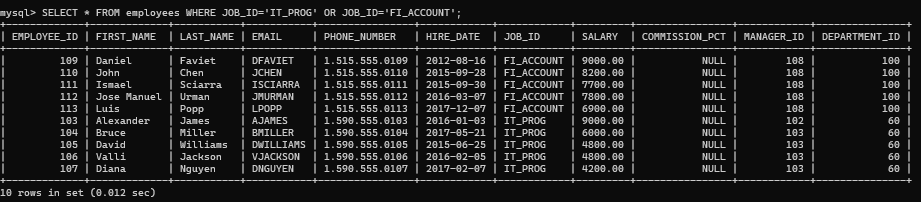 mysql> SELECT * FROM employees WHERE JOB_ID='IT_PROG' OR JOB_ID='FI_ACCOUNT';
+-------------+-------------+-----------+-----------+----------------+------------+------------+---------+----------------+------------+---------------+
| EMPLOYEE_ID | FIRST_NAME  | LAST_NAME | EMAIL     | PHONE_NUMBER   | HIRE_DATE  | JOB_ID     | SALARY  | COMMISSION_PCT | MANAGER_ID | DEPARTMENT_ID |
+-------------+-------------+-----------+-----------+----------------+------------+------------+---------+----------------+------------+---------------+
|         109 | Daniel      | Faviet    | DFAVIET   | 1.515.555.0109 | 2012-08-16 | FI_ACCOUNT | 9000.00 |           NULL |        108 |           100 |
|         110 | John        | Chen      | JCHEN     | 1.515.555.0110 | 2015-09-28 | FI_ACCOUNT | 8200.00 |           NULL |        108 |           100 |
|         111 | Ismael      | Sciarra   | ISCIARRA  | 1.515.555.0111 | 2015-09-30 | FI_ACCOUNT | 7700.00 |           NULL |        108 |           100 |
|         112 | Jose Manuel | Urman     | JMURMAN   | 1.515.555.0112 | 2016-03-07 | FI_ACCOUNT | 7800.00 |           NULL |        108 |           100 |
|         113 | Luis        | Popp      | LPOPP     | 1.515.555.0113 | 2017-12-07 | FI_ACCOUNT | 6900.00 |           NULL |        108 |           100 |
|         103 | Alexander   | James     | AJAMES    | 1.590.555.0103 | 2016-01-03 | IT_PROG    | 9000.00 |           NULL |        102 |            60 |
|         104 | Bruce       | Miller    | BMILLER   | 1.590.555.0104 | 2017-05-21 | IT_PROG    | 6000.00 |           NULL |        103 |            60 |
|         105 | David       | Williams  | DWILLIAMS | 1.590.555.0105 | 2015-06-25 | IT_PROG    | 4800.00 |           NULL |        103 |            60 |
|         106 | Valli       | Jackson   | VJACKSON  | 1.590.555.0106 | 2016-02-05 | IT_PROG    | 4800.00 |           NULL |        103 |            60 |
|         107 | Diana       | Nguyen    | DNGUYEN   | 1.590.555.0107 | 2017-02-07 | IT_PROG    | 4200.00 |           NULL |        103 |            60 |
+-------------+-------------+-----------+-----------+----------------+------------+------------+---------+----------------+------------+---------------+
10 rows in set (0.012 sec)